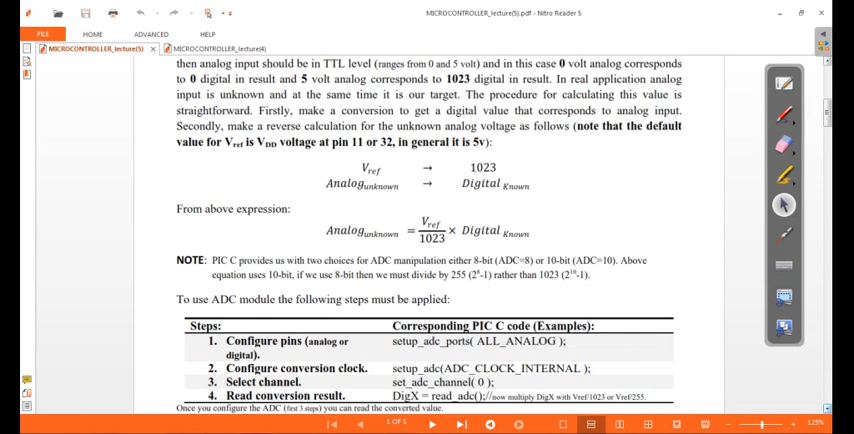 MICROCONTROLLER_lecture(5).pdf - Nitro Reader 5
FILE HOME ADVANCED HELP
MICROCONTROLLER_lecture(5) × MICROCONTROLLER_lecture(4)
then analog input should be in TTL level (ranges from 0 and 5 volt) and in this case 0 volt analog corresponds
to 0 digital in result and 5 volt analog corresponds to 1023 digital in result. In real application analog
input is unknown and at the same time it is our target. The procedure for calculating this value is
straightforward. Firstly, make a conversion to get a digital value that corresponds to analog input.
Secondly, make a reverse calculation for the unknown analog voltage as follows (note that the default
value for Vref is VDD voltage at pin 11 or 32, in general it is 5v):
Vref → 1023
Analogunknown → Digital Known
From above expression:
Analogunknown = Vref/1023 × Digital Known
NOTE: PIC C provides us with two choices for ADC manipulation either 8-bit (ADC=8) or 10-bit (ADC=10). Above
equation uses 10-bit, if we use 8-bit then we must divide by 255 (2⁸-1) rather than 1023 (2¹⁰-1).
To use ADC module the following steps must be applied:
Steps: Corresponding PIC C code (Examples):
1. Configure pins (analog or setup_adc_ports( ALL_ANALOG );
digital).
2. Configure conversion clock. setup_adc(ADC_CLOCK_INTERNAL );
3. Select channel. set_adc_channel( 0 );
4. Read conversion result. DigX = read_adc();//now multiply DigX with Vref/1023 or Vref/255.
Once you configure the ADC (first 3 steps) you can read the converted value.
1 OF 5
125%